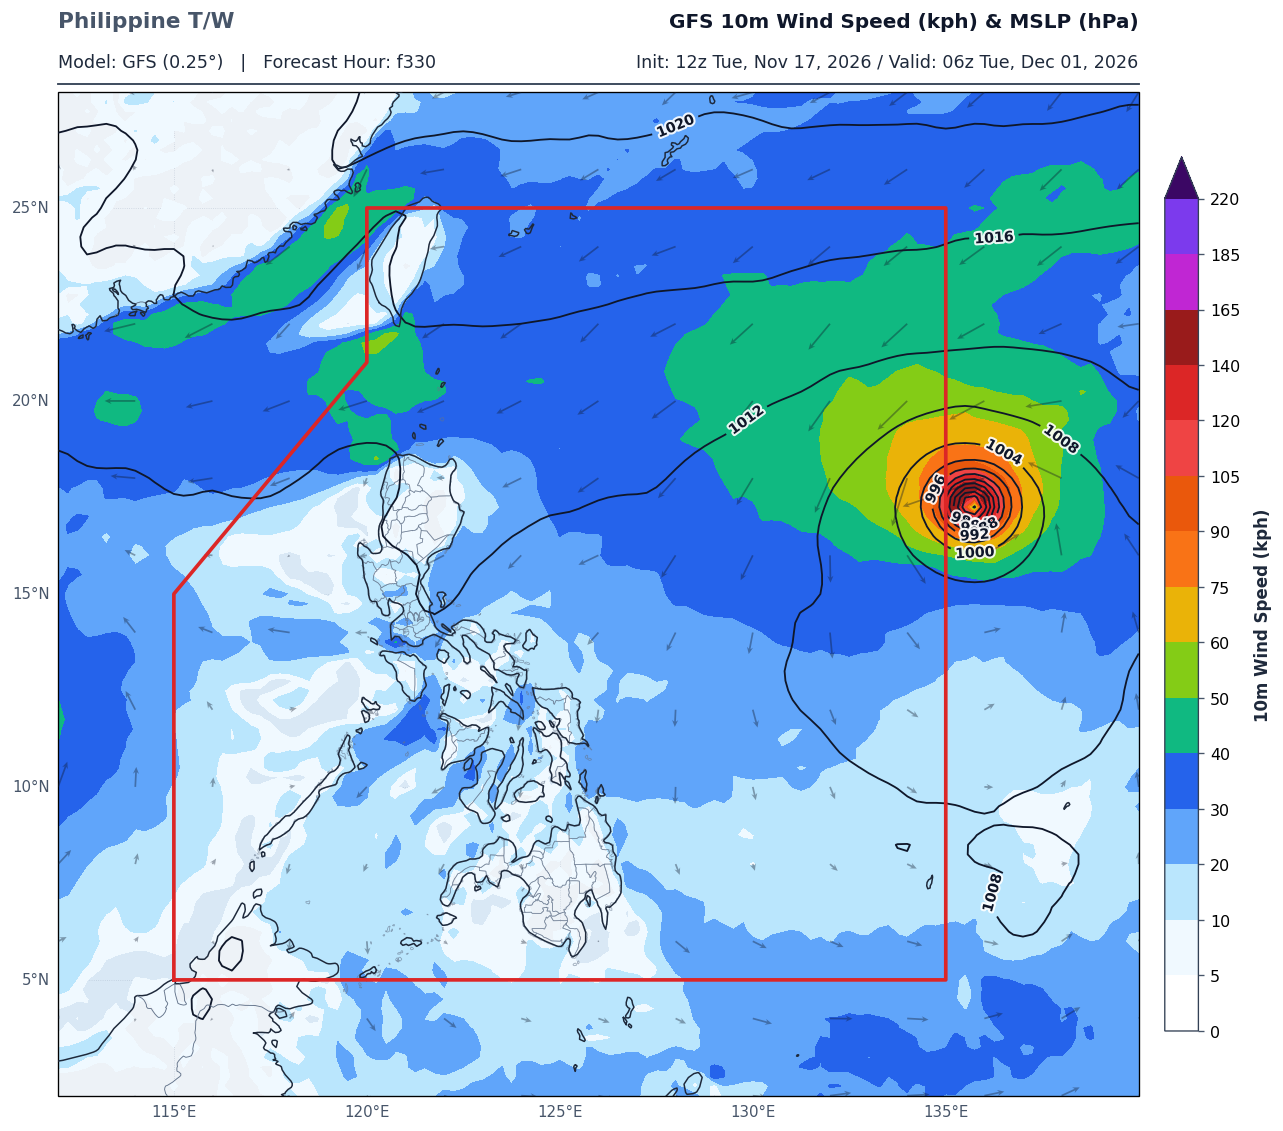 Philippine T/W
GFS 10m Wind Speed (kph) & MSLP (hPa)
Model: GFS (0.25°) | Forecast Hour: f330
Init: 12z Tue, Nov 17, 2026 / Valid: 06z Tue, Dec 01, 2026
1020
1016
1012
1008
1004
996
992
1000
1008
25°N
20°N
15°N
10°N
5°N
115°E
120°E
125°E
130°E
135°E
220
185
165
140
120
105
90
75
60
50
40
30
20
10
5
0
10m Wind Speed (kph)